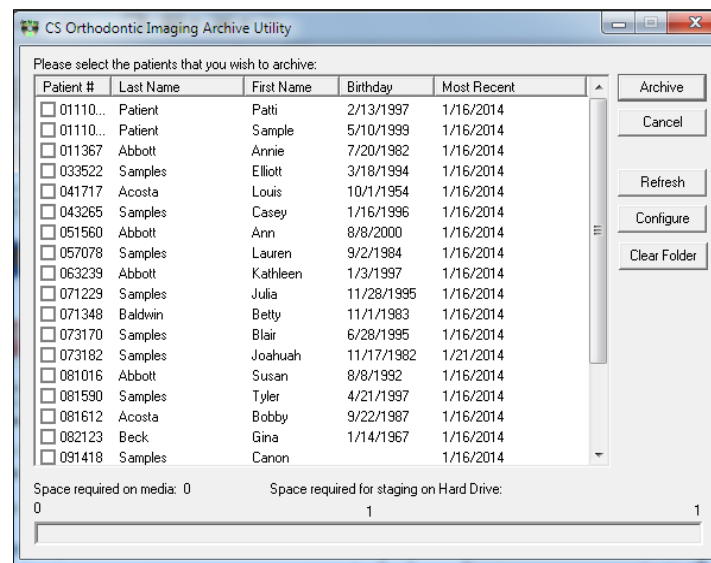 CS Orthodontic Imaging Archive Utility
Please select the patients that you wish to archive:
Patient # Last Name First Name Birthday Most Recent
01110... Patient Patti 2/13/1997 1/16/2014
01110... Patient Sample 5/10/1999 1/16/2014
011367 Abbott Annie 7/20/1982 1/16/2014
033522 Samples Elliott 3/18/1994 1/16/2014
041717 Acosta Louis 10/1/1954 1/16/2014
043265 Samples Casey 1/16/1996 1/16/2014
051560 Abbott Ann 8/8/2000 1/16/2014
057078 Samples Lauren 9/2/1984 1/16/2014
063239 Abbott Kathleen 1/3/1997 1/16/2014
071229 Samples Julia 11/28/1995 1/16/2014
071348 Baldwin Betty 11/1/1983 1/16/2014
073170 Samples Blair 6/28/1995 1/16/2014
073182 Samples Joahuah 11/17/1982 1/21/2014
081016 Abbott Susan 8/8/1992 1/16/2014
081590 Samples Tyler 4/21/1997 1/16/2014
081612 Acosta Bobby 9/22/1987 1/16/2014
082123 Beck Gina 1/14/1967 1/16/2014
091418 Samples Canon 1/16/2014
Archive
Cancel
Refresh
Configure
Clear Folder
Space required on media: 0 Space required for staging on Hard Drive:
0 1 1